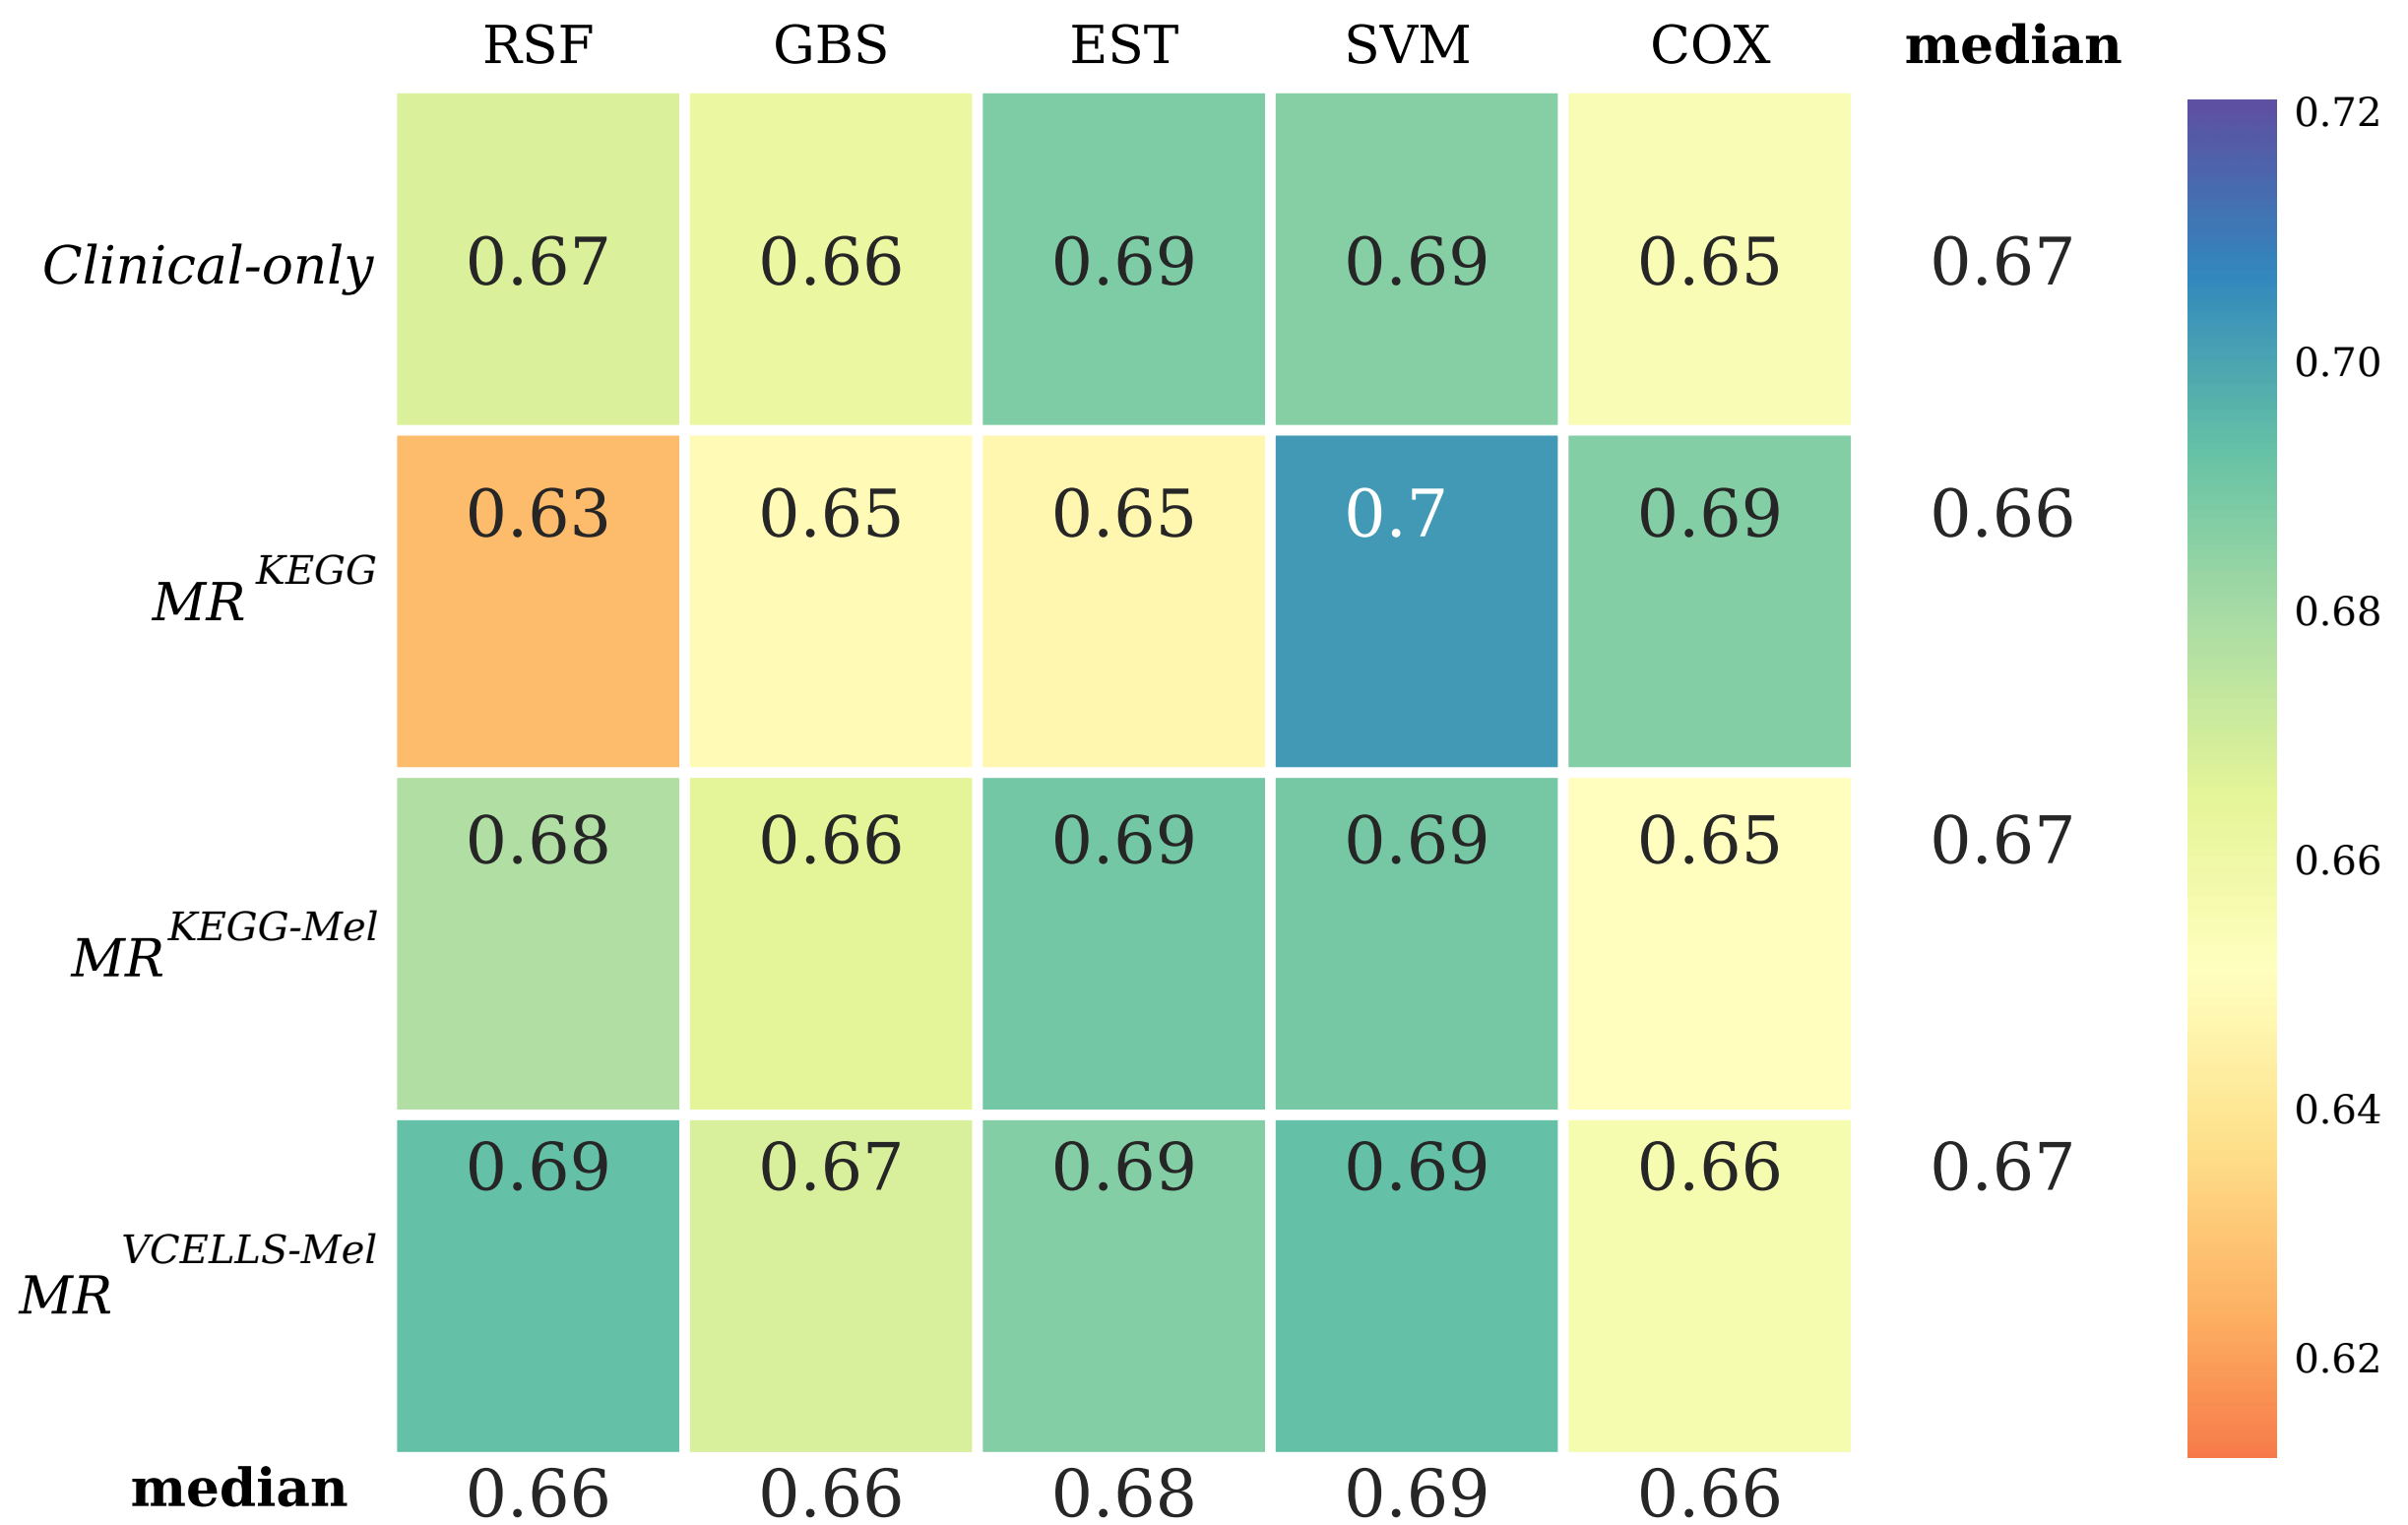 RSF GBS EST SVM COX median
0.72
Clinical-only 0.67 0.66 0.69 0.69 0.65 0.67
0.70
MR KEGG 0.63 0.65 0.65 0.7 0.69 0.66
0.68
MR KEGG-Mel 0.68 0.66 0.69 0.69 0.65 0.67
0.66
0.64
MR VCELLS-Mel 0.69 0.67 0.69 0.69 0.66 0.67
0.62
median 0.66 0.66 0.68 0.69 0.66